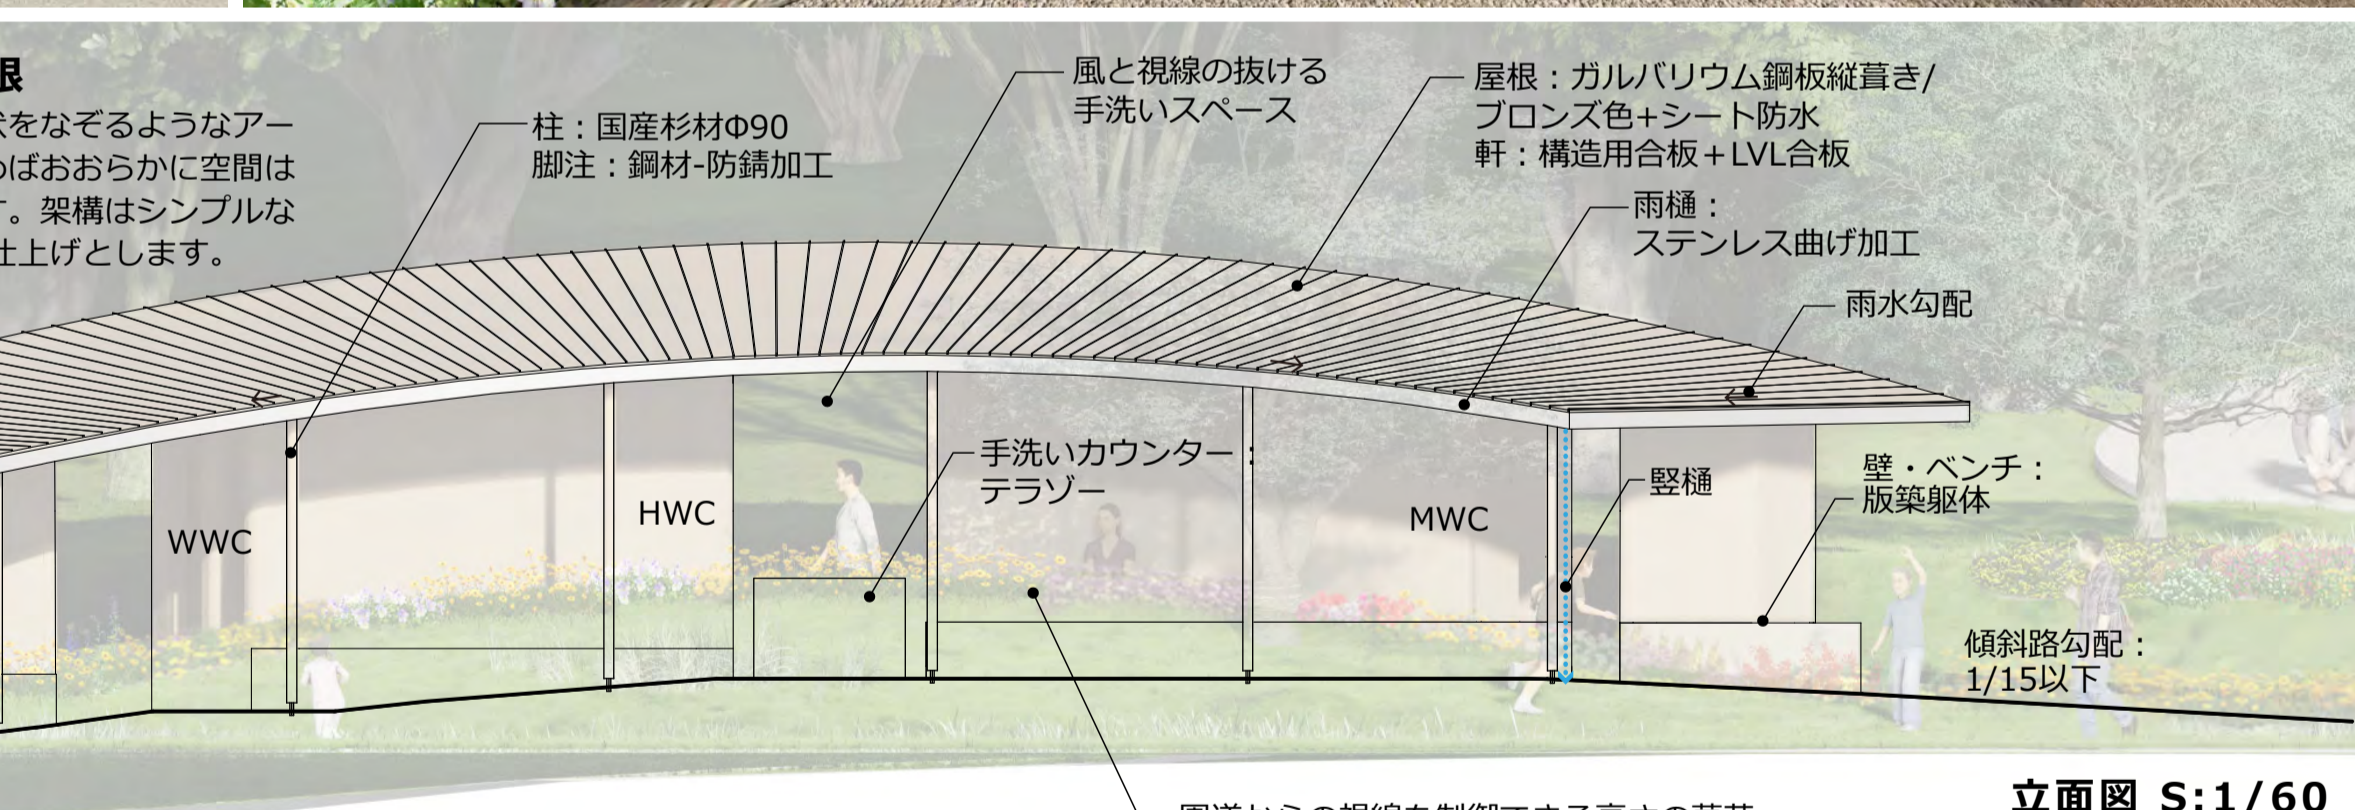 根
をなぞるようなアー
ばおおらかに空間は
。架構はシンプルな
仕上げとします。
柱：国産杉材Φ90
脚注：鋼材-防錆加工
風と視線の抜ける
手洗いスペース
屋根：ガルバリウム鋼板縦葺き/
ブロンズ色+シート防水
軒：構造用合板＋LVL合板
雨樋：
ステンレス曲げ加工
雨水勾配
手洗いカウンター：
テラゾー
WWC
HWC
MWC
竪樋
壁・ベンチ：
版築躯体
傾斜路勾配：
1/15以下
立面図 S:1/60